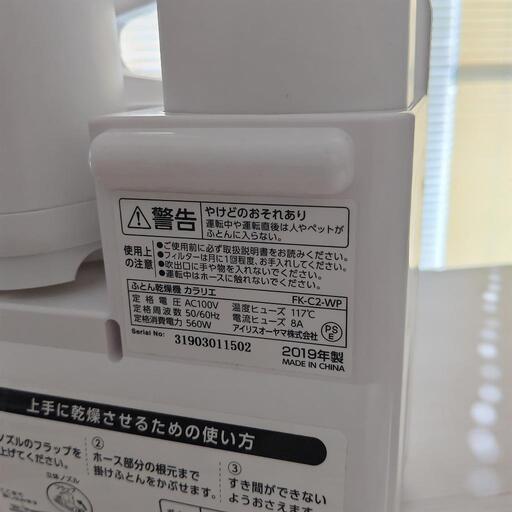 警告
やけどのおそれあり
運転中や運転直後は人やペットが
ふとんに入らない。
使用上の注意
●ご使用前に必ず取扱説明書をお読みください。
●フィルターは月に1回程度、お手入れしてください。
●吹出口に手や物を入れないでください。
●運転中はホースに触れないでください。
ふとん乾燥機 カラリエ FK-C2-WP
定格電圧 AC100V 温度ヒューズ 117℃
定格周波数 50/60Hz 電流ヒューズ 8A
定格消費電力 560W アイリスオーヤマ株式会社
PSE
Serial No: 31903011502
2019年製
MADE IN CHINA
上手に乾燥させるための使い方
ノズルのフラップを
上げてください。
②
ホース部分の根元まで
掛けふとんをかぶせます。
③
すき間ができない
ようおさえます。
立体ノズル
フラップ